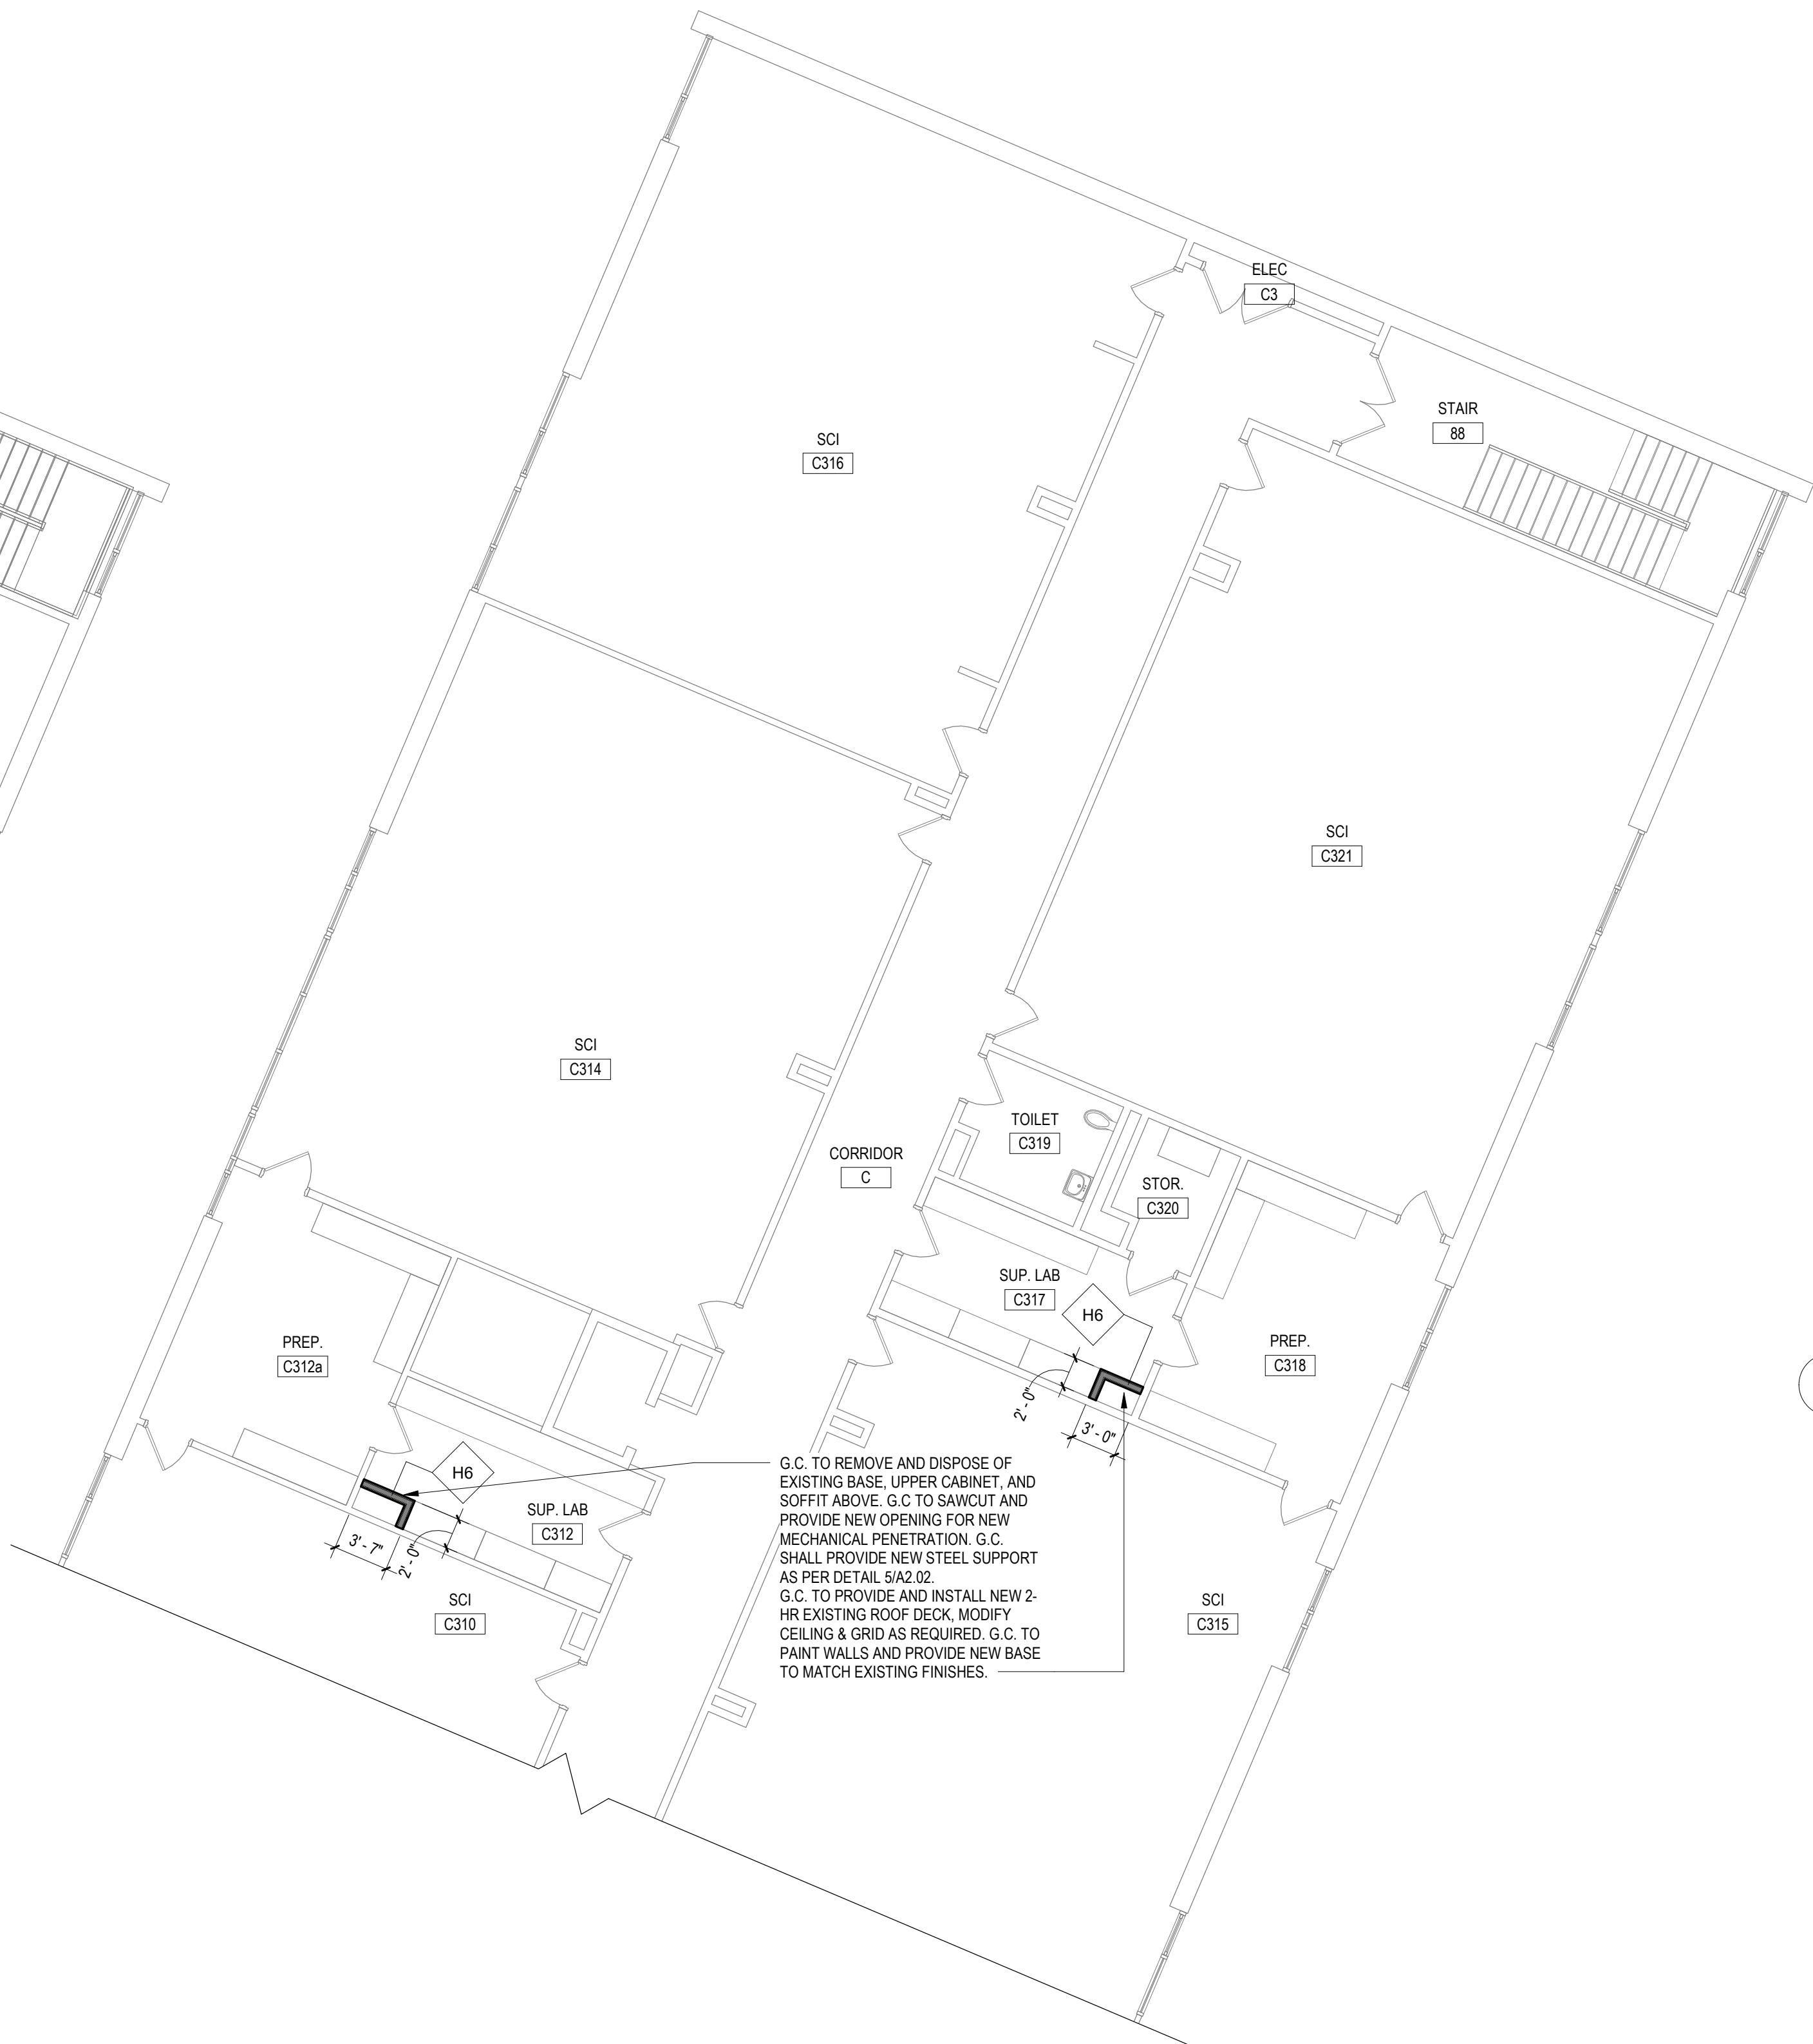 ELEC
C3
STAIR
88
SCI
C316
SCI
C321
SCI
C314
TOILET
C319
CORRIDOR
C
STOR.
C320
SUP. LAB
C317
H6
PREP.
C318
PREP.
C312a
2' - 0"
3' - 0"
H6
SUP. LAB
C312
3' - 7"
2' - 0"
G.C. TO REMOVE AND DISPOSE OF
EXISTING BASE, UPPER CABINET, AND
SOFFIT ABOVE. G.C TO SAWCUT AND
PROVIDE NEW OPENING FOR NEW
MECHANICAL PENETRATION. G.C.
SHALL PROVIDE NEW STEEL SUPPORT
AS PER DETAIL 5/A2.02.
G.C. TO PROVIDE AND INSTALL NEW 2-
HR EXISTING ROOF DECK, MODIFY
CEILING & GRID AS REQUIRED. G.C. TO
PAINT WALLS AND PROVIDE NEW BASE
TO MATCH EXISTING FINISHES.
SCI
C310
SCI
C315